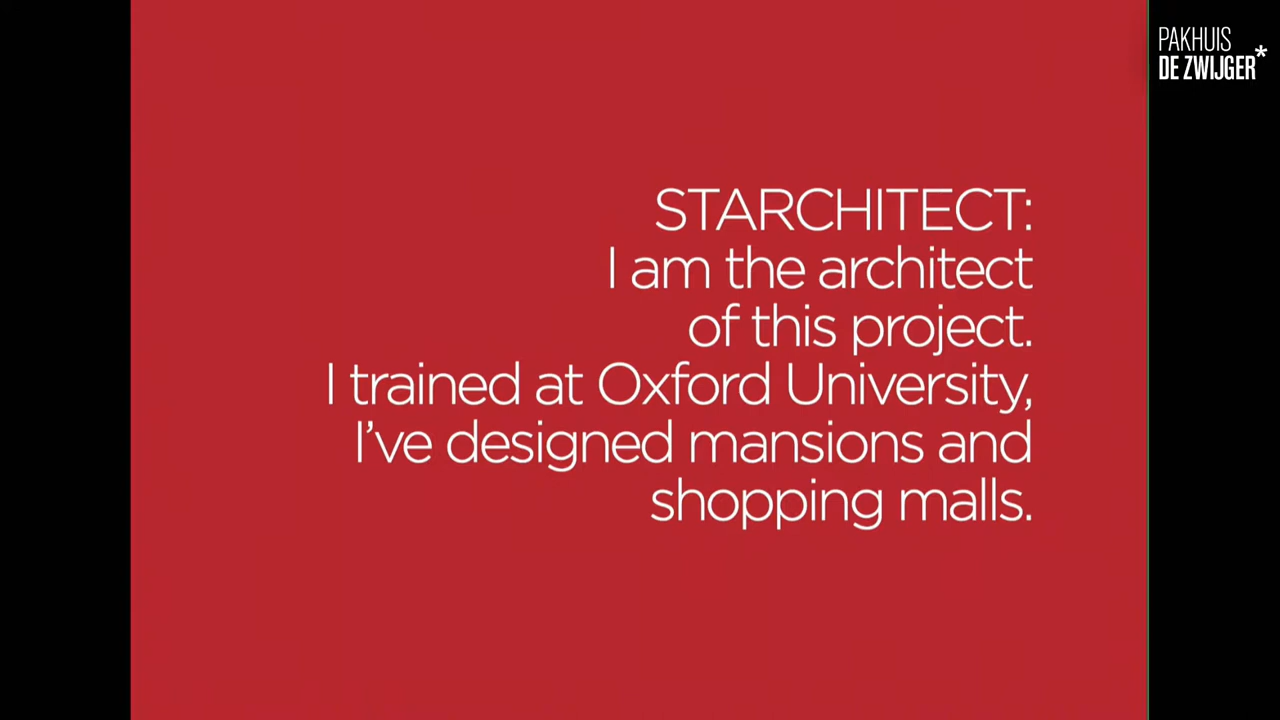 PAKHUIS
DE ZWIJGER*
STARCHITECT:
I am the architect
of this project.
I trained at Oxford University,
I’ve designed mansions and
shopping malls.